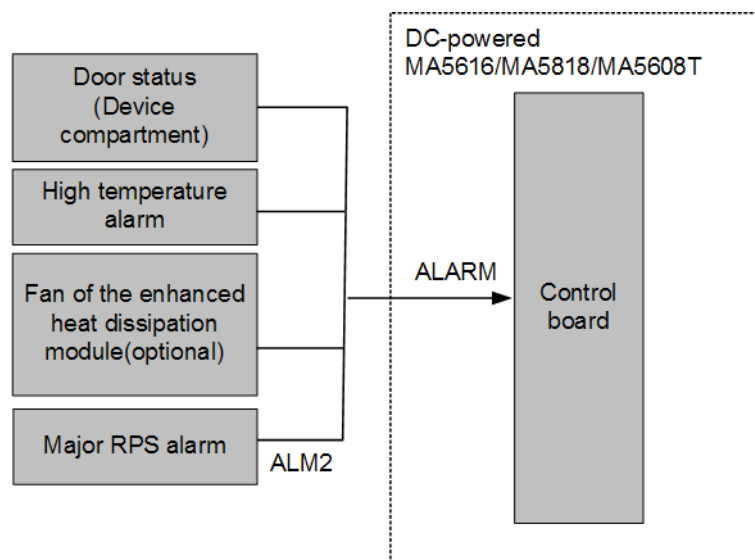 Door status
(Device
compartment)
High temperature
alarm
Fan of the enhanced
heat dissipation
module(optional)
Major RPS alarm
ALM2
ALARM
DC-powered
MA5616/MA5818/MA5608T
Control
board